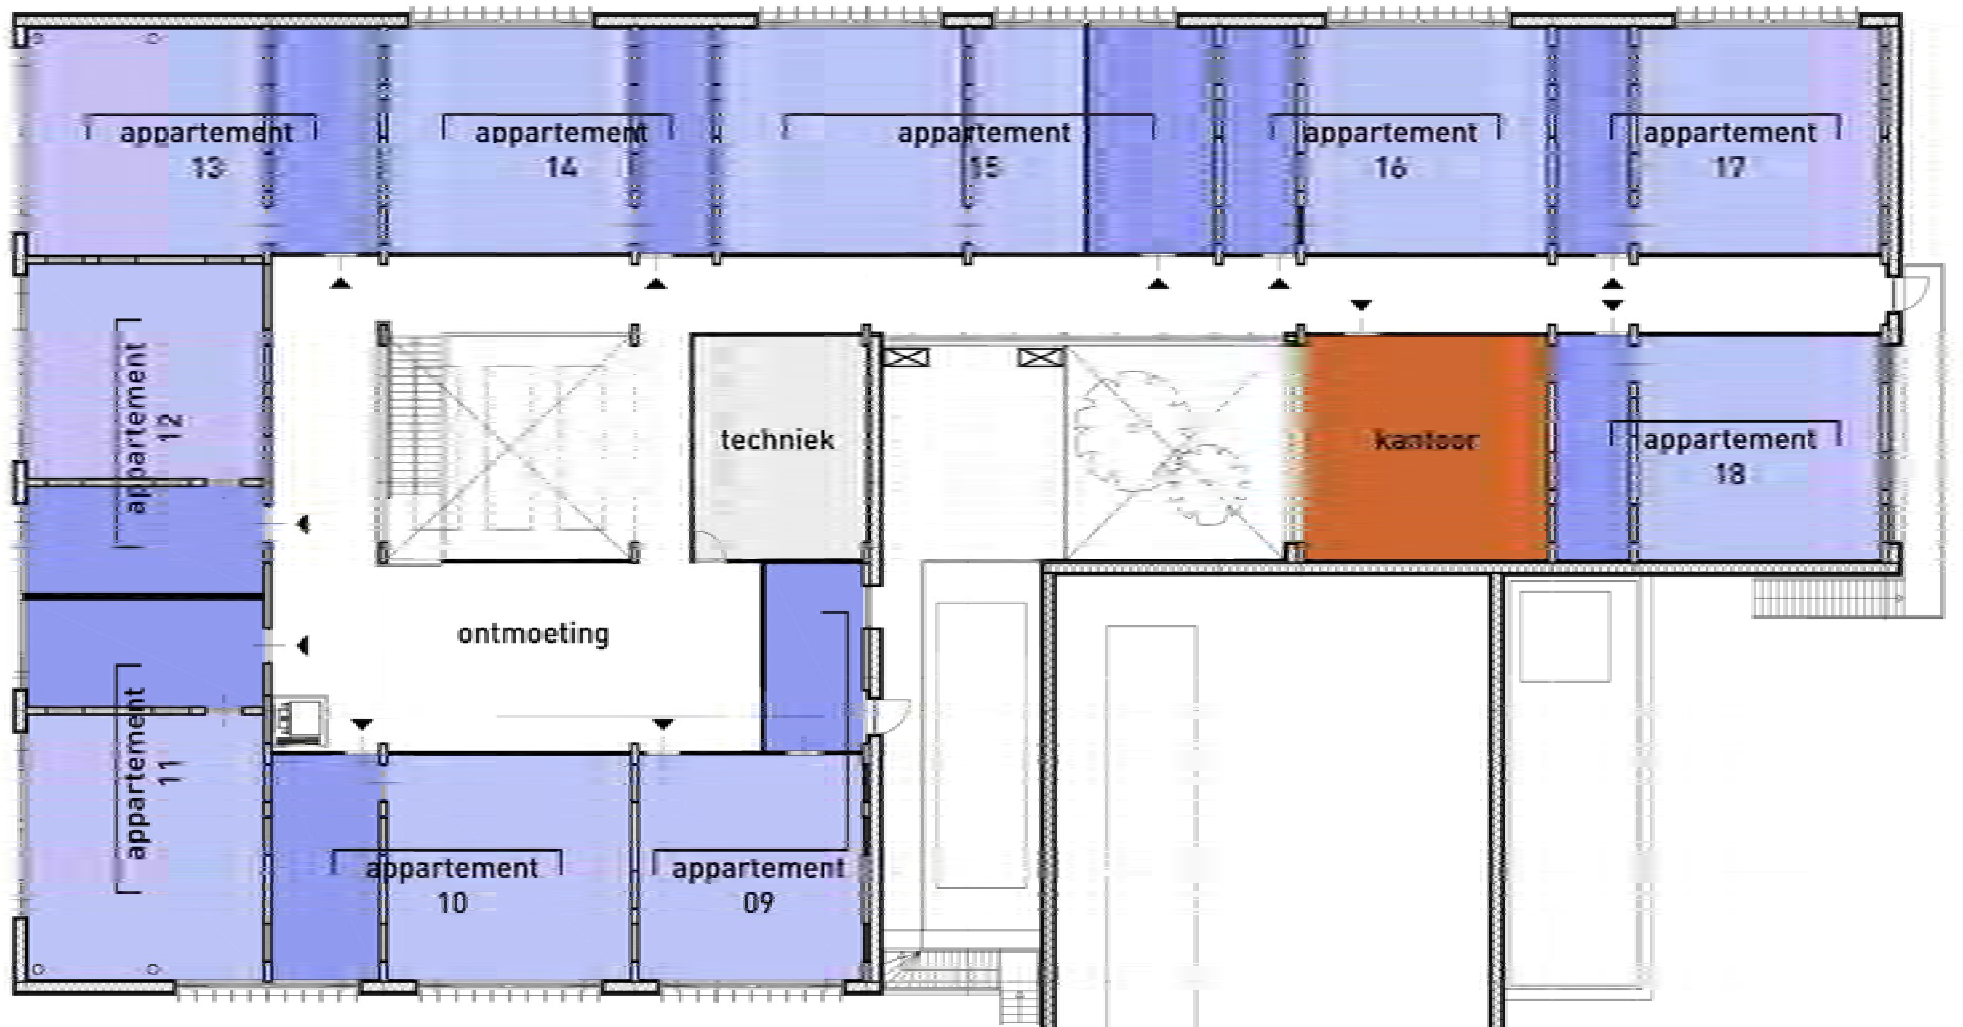 appartement
13
appartement
14
appartement
15
appartement
16
appartement
17
appartement
12
techniek
kantoor
appartement
18
ontmoeting
appartement
11
appartement
10
appartement
09